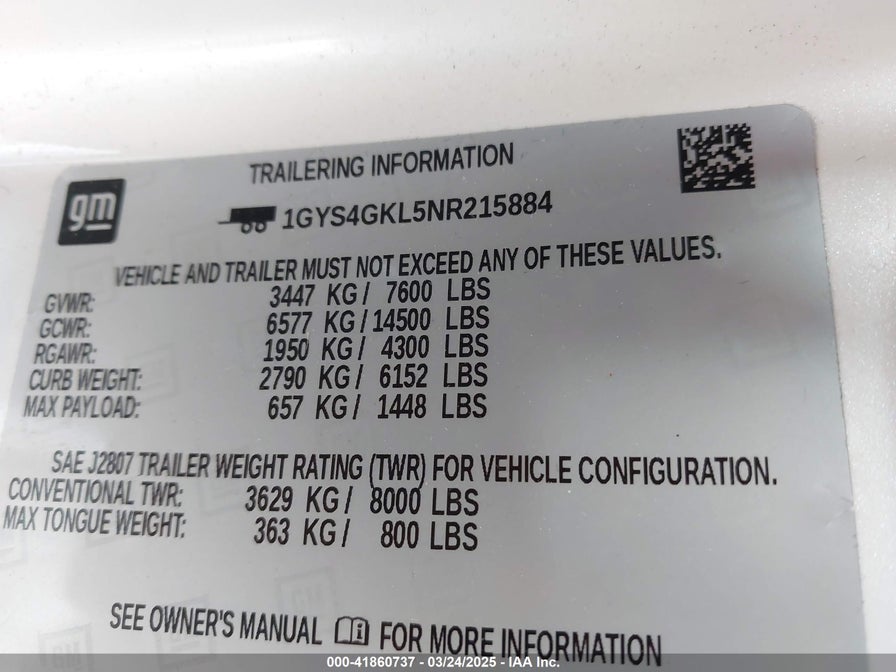 TRAILERING INFORMATION
gm
1GYS4GKL5NR215884
VEHICLE AND TRAILER MUST NOT EXCEED ANY OF THESE VALUES.
GVWR: 3447 KG / 7600 LBS
GCWR: 6577 KG / 14500 LBS
RGAWR: 1950 KG / 4300 LBS
CURB WEIGHT: 2790 KG / 6152 LBS
MAX PAYLOAD: 657 KG / 1448 LBS
SAE J2807 TRAILER WEIGHT RATING (TWR) FOR VEHICLE CONFIGURATION.
CONVENTIONAL TWR: 3629 KG / 8000 LBS
MAX TONGUE WEIGHT: 363 KG / 800 LBS
SEE OWNER'S MANUAL FOR MORE INFORMATION
000-41860737 - 03/24/2025 - IAA Inc.